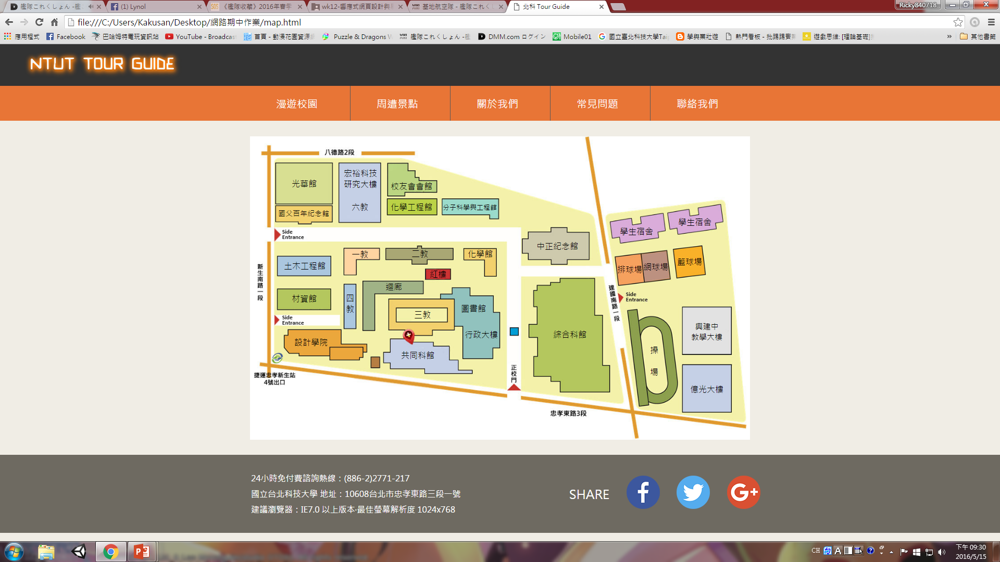 艦隊これくしょん -艦
(1) Lynol
《艦隊收藏》2016年春季
wk12-響應式網頁設計與
基地航空隊 - 艦隊これくし
北科 Tour Guide
Ricky840718
file:///C:/Users/Kakusan/Desktop/網路期中作業/map.html
應用程式
Facebook
巴哈姆特電玩資訊站
YouTube - Broadcast
首頁 - 動漫花園資源
Puzzle & Dragons
艦隊これくしょん -艦
DMM.com ログイン
Mobile01
國立臺北科技大學Tai
學與業壯遊
熱門看板 - 批踢踢實業
遊戲思維: [理論基礎]
»
其他書籤
NTUT TOUR GUIDE
漫遊校園
周遭景點
關於我們
常見問題
聯絡我們
八德路2段
光華館
宏裕科技
研究大樓
六教
校友會會館
國父百年紀念館
化學工程館
分子科學與工程館
Side
Entrance
中正紀念館
學生宿舍
學生宿舍
新生南路一段
土木工程館
一教
二教
化學館
紅樓
排球場
網球場
籃球場
材資館
四教
迴廊
三教
圖書館
行政大樓
Side
Entrance
設計學院
共同科館
綜合科館
建國南路一段
Side
Entrance
操場
興建中
教學大樓
億光大樓
捷運忠孝新生站
4號出口
正校門
忠孝東路3段
24小時免付費諮詢熱線：(886-2)2771-217
國立台北科技大學 地址：10608台北市忠孝東路三段一號
建議瀏覽器：IE7.0 以上版本‧最佳螢幕解析度 1024x768
SHARE
CH
下午 09:30
2016/5/15